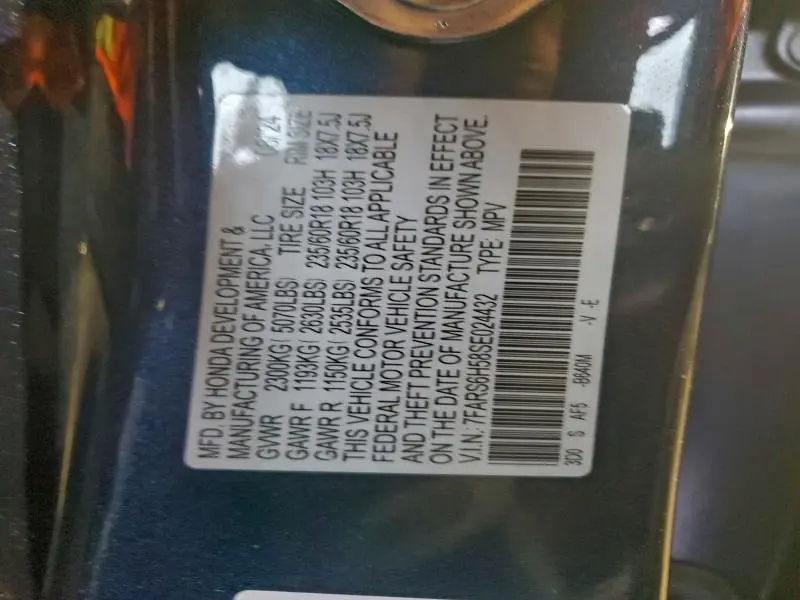 MFD. BY HONDA DEVELOPMENT &
MANUFACTURING OF AMERICA, LLC 24
GVWR 2300KG ( 5070LBS) TIRE SIZE RIM SIZE
GAWR F 1193KG ( 2630LBS) 235/60R18 103H 18X7.5J
GAWR R 1150KG ( 2535LBS) 235/60R18 103H 18X7.5J
THIS VEHICLE CONFORMS TO ALL APPLICABLE
FEDERAL MOTOR VEHICLE SAFETY
AND THEFT PREVENTION STANDARDS IN EFFECT
ON THE DATE OF MANUFACTURE SHOWN ABOVE.
V.I.N.: 7FARS6H58SE024432 TYPE: MPV
3D0 S AF5 -B640M -V -E